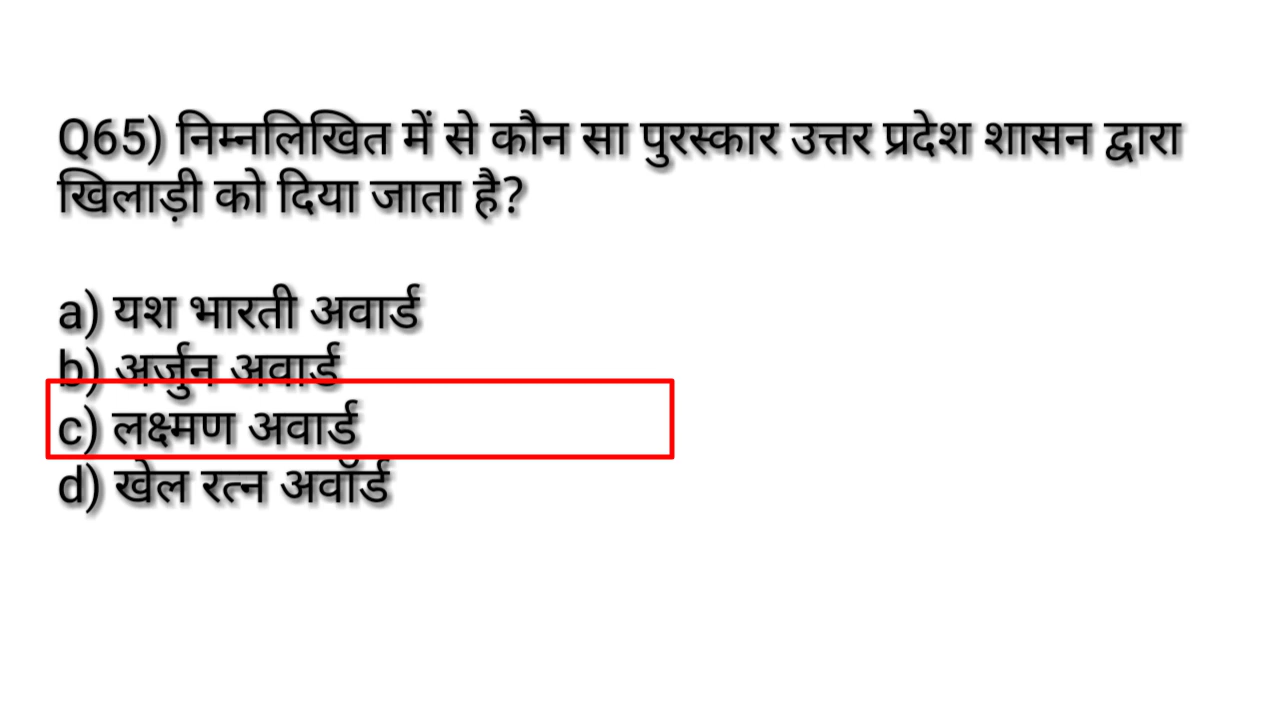 Q65) निम्नलिखित में से कौन सा पुरस्कार उत्तर प्रदेश शासन द्वारा
खिलाड़ी को दिया जाता है?
a) यश भारती अवार्ड
b) अर्जुन अवार्ड
c) लक्ष्मण अवार्ड
d) खेल रत्न अवॉर्ड